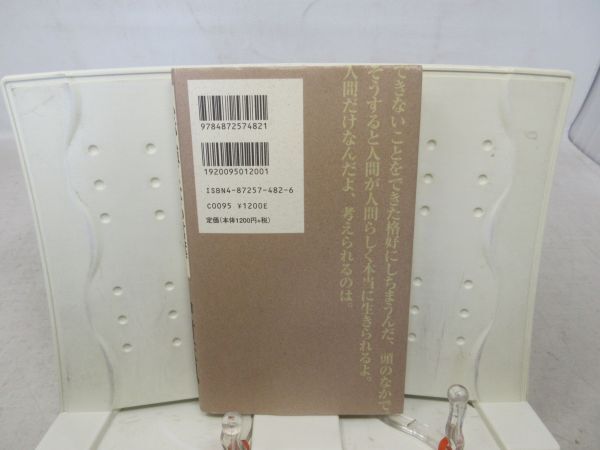 できないことをできた格好にしちまうんだ、頭のなかで
そうすると人間が人間らしく本当に生きられるよ。
人間だけなんだよ、考えられるのは。
9784872574821
1920095012001
ISBN4-87257-482-6
C0095 ¥1200E
定価(本体1200円+税)